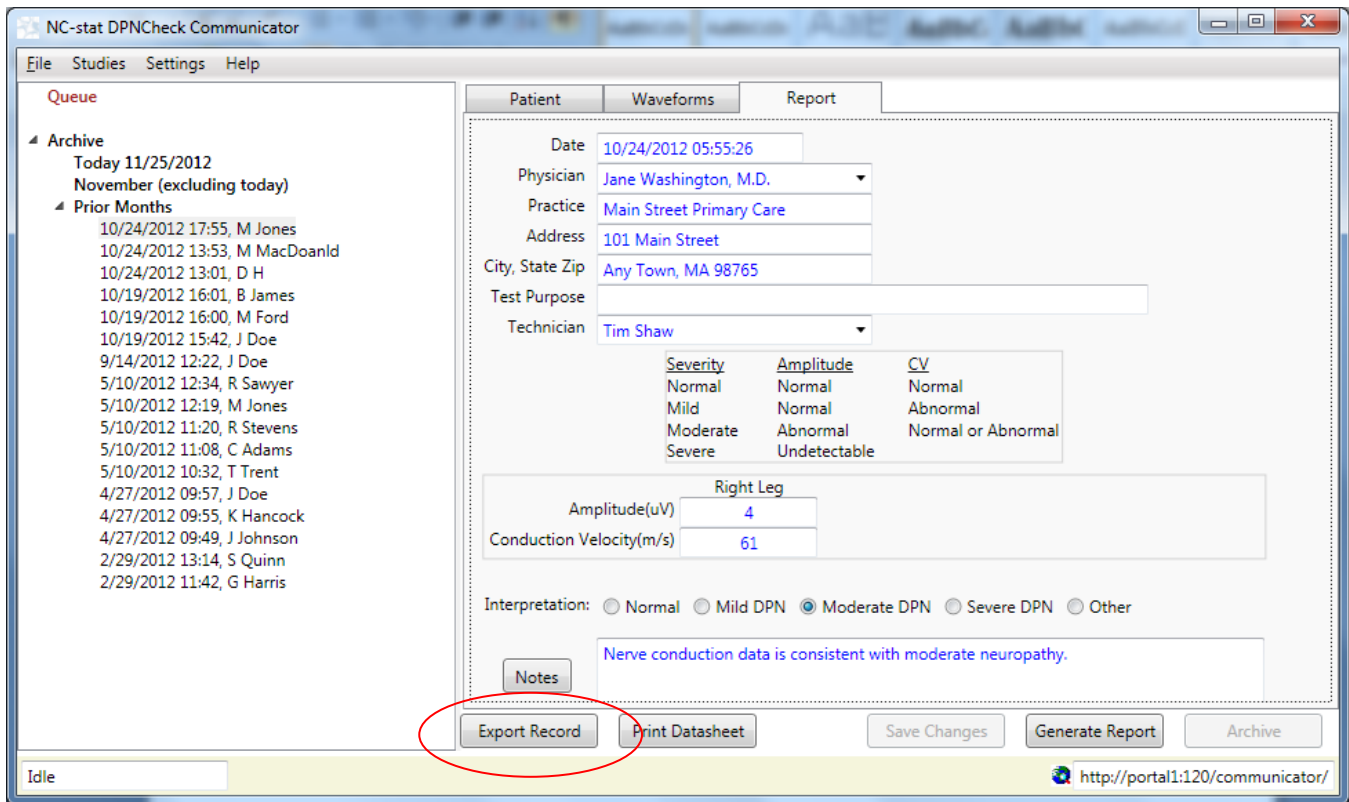 NC-stat DPNCheck Communicator
File Studies Settings Help
Queue
Archive
Today 11/25/2012
November (excluding today)
Prior Months
10/24/2012 17:55, M Jones
10/24/2012 13:53, M MacDoanld
10/24/2012 13:01, D H
10/19/2012 16:01, B James
10/19/2012 16:00, M Ford
10/19/2012 15:42, J Doe
9/14/2012 12:22, J Doe
5/10/2012 12:34, R Sawyer
5/10/2012 12:19, M Jones
5/10/2012 11:20, R Stevens
5/10/2012 11:08, C Adams
5/10/2012 10:32, T Trent
4/27/2012 09:57, J Doe
4/27/2012 09:55, K Hancock
4/27/2012 09:49, J Johnson
2/29/2012 13:14, S Quinn
2/29/2012 11:42, G Harris
Patient Waveforms Report
Date 10/24/2012 05:55:26
Physician Jane Washington, M.D.
Practice Main Street Primary Care
Address 101 Main Street
City, State Zip Any Town, MA 98765
Test Purpose
Technician Tim Shaw
Severity Amplitude CV
Normal Normal Normal
Mild Normal Abnormal
Moderate Abnormal Normal or Abnormal
Severe Undetectable
Right Leg
Amplitude(uV) 4
Conduction Velocity(m/s) 61
Interpretation: Normal Mild DPN Moderate DPN Severe DPN Other
Nerve conduction data is consistent with moderate neuropathy.
Notes
Export Record Print Datasheet Save Changes Generate Report Archive
Idle http://portal1:120/communicator/